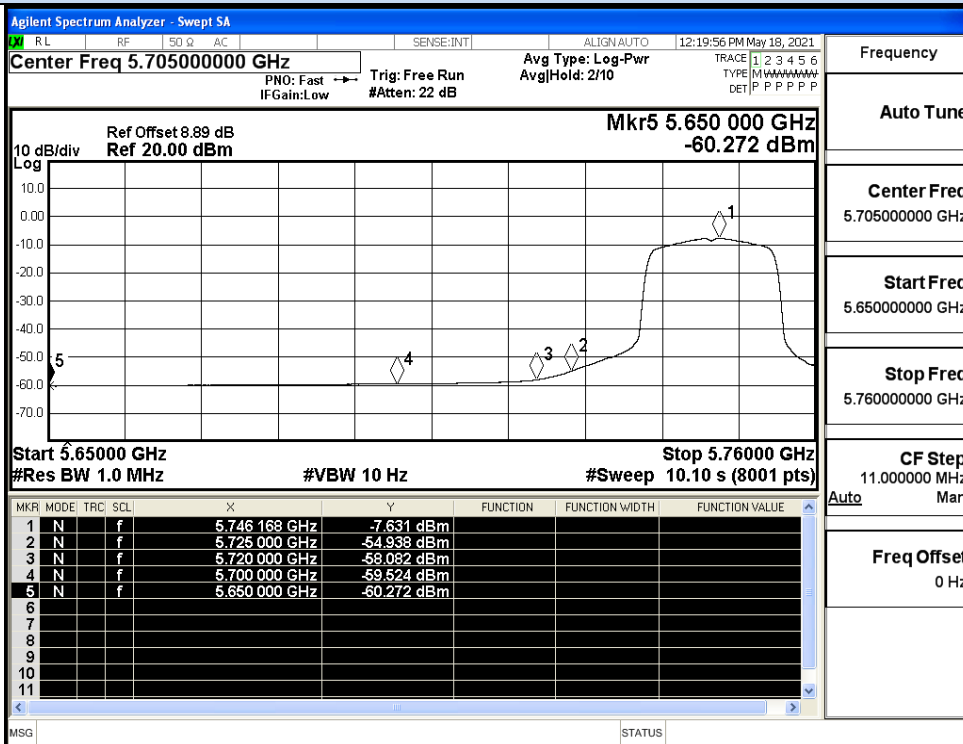 Agilent Spectrum Analyzer - Swept SA
LXI RL RF 50 Ω AC SENSE:INT ALIGN AUTO 12:19:56 PM May 18, 2021
Center Freq 5.705000000 GHz
PNO: Fast
IFGain:Low
Trig: Free Run
#Atten: 22 dB
Avg Type: Log-Pwr
Avg|Hold: 2/10
TRACE 1 2 3 4 5 6
TYPE M
DET P P P P P P
Ref Offset 8.89 dB
10 dB/div Ref 20.00 dBm
Log
Mkr5 5.650 000 GHz
-60.272 dBm
10.0
0.00
-10.0
-20.0
-30.0
-40.0
-50.0
-60.0
-70.0
1
2
3
4
5
Start 5.65000 GHz Stop 5.76000 GHz
#Res BW 1.0 MHz #VBW 10 Hz #Sweep 10.10 s (8001 pts)
MKR MODE TRC SCL X Y FUNCTION FUNCTION WIDTH FUNCTION VALUE
1 N f 5.746 168 GHz -7.631 dBm
2 N f 5.725 000 GHz -54.938 dBm
3 N f 5.720 000 GHz -58.082 dBm
4 N f 5.700 000 GHz -59.524 dBm
5 N f 5.650 000 GHz -60.272 dBm
6
7
8
9
10
11
MSG STATUS
Frequency
Auto Tune
Center Freq
5.705000000 GHz
Start Freq
5.650000000 GHz
Stop Freq
5.760000000 GHz
CF Step
11.000000 MHz
Auto Man
Freq Offset
0 Hz